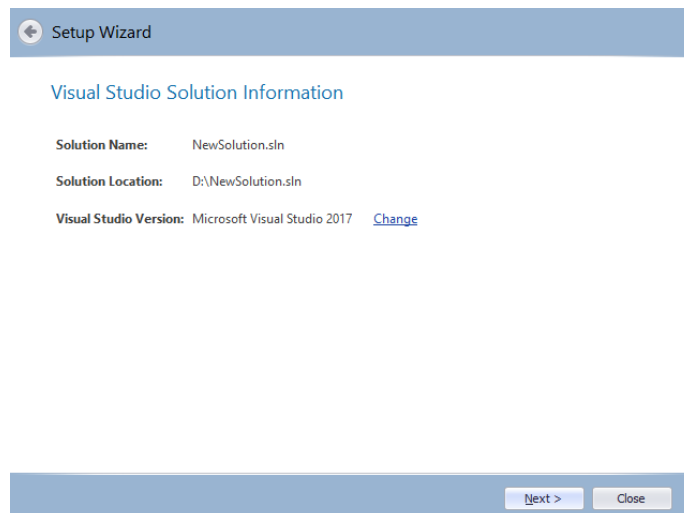 Setup Wizard
Visual Studio Solution Information
Solution Name: NewSolution.sln
Solution Location: D:\NewSolution.sln
Visual Studio Version: Microsoft Visual Studio 2017 Change
Next > Close